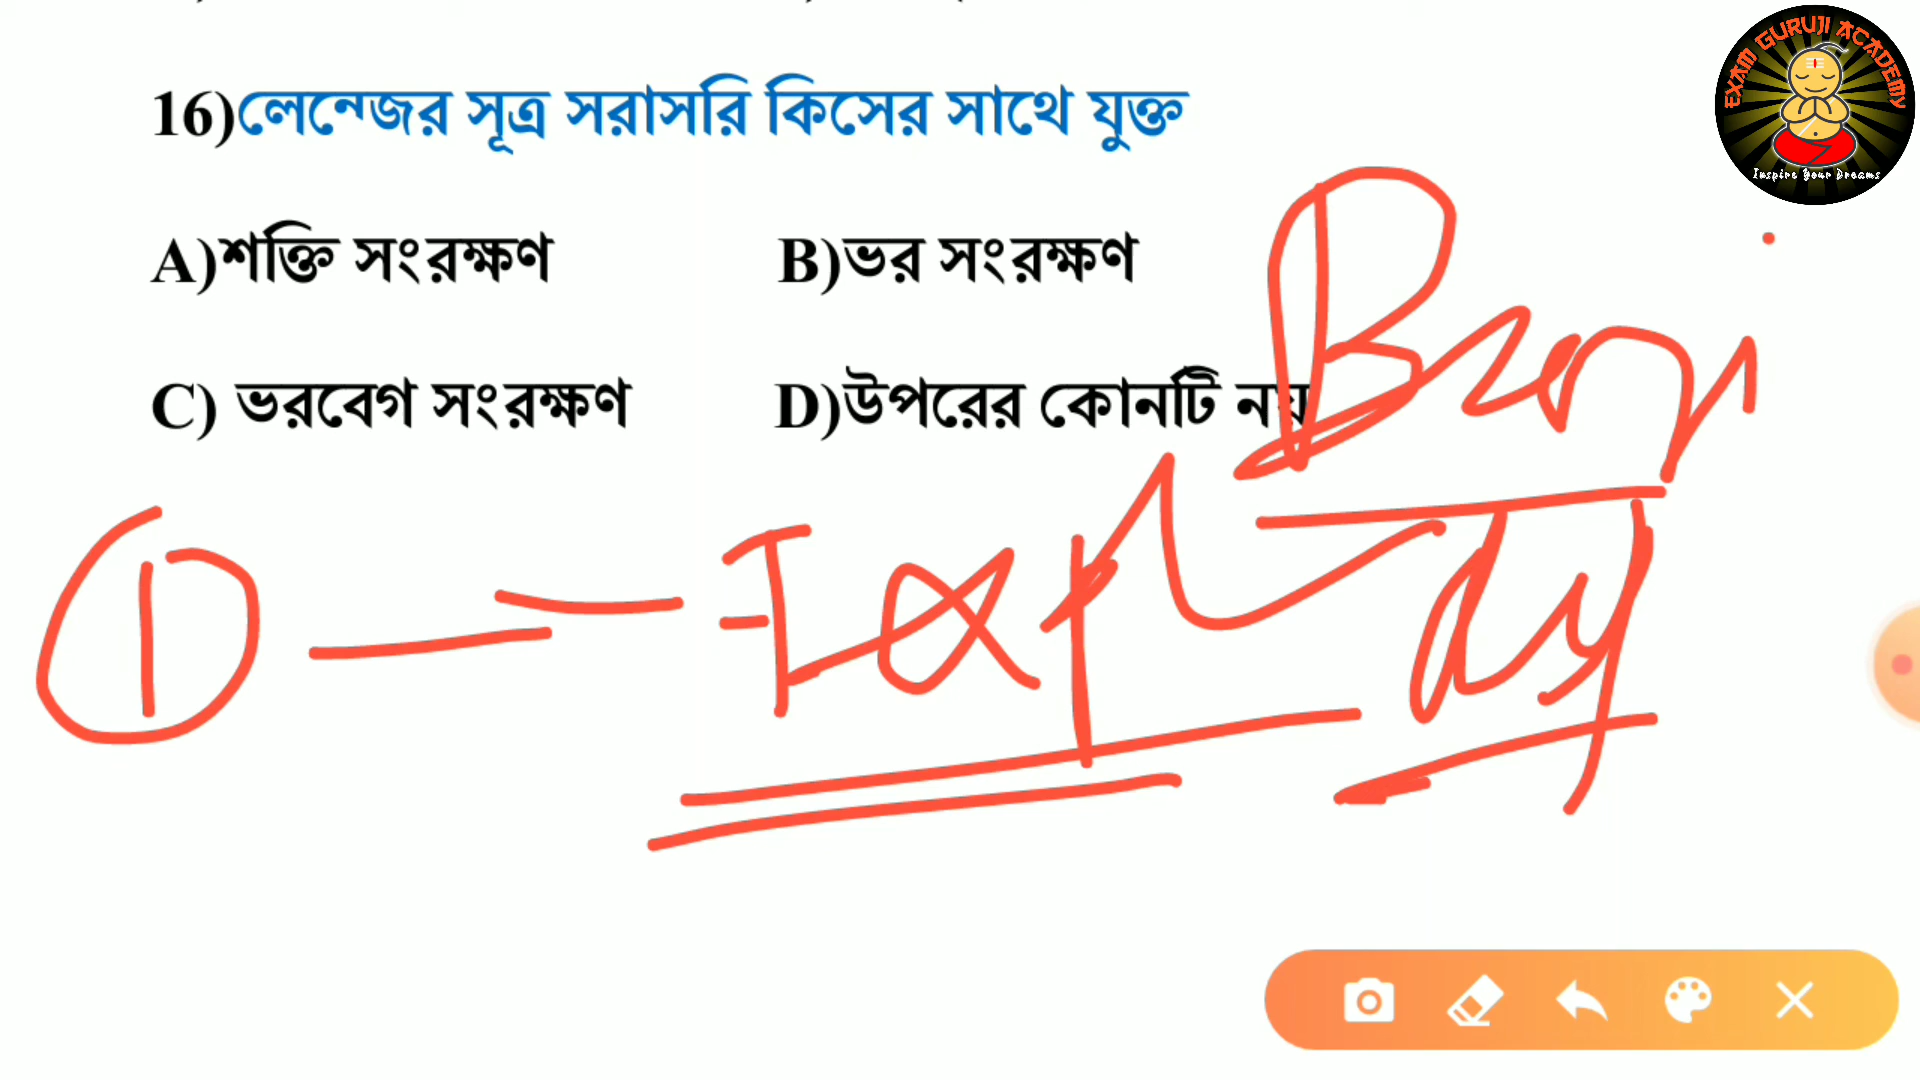 EXAM GURUJI ACADEMY
Inspire Your Dreams
16)লেন্জের সূত্র সরাসরি কিসের সাথে যুক্ত
A)শক্তি সংরক্ষণ B)ভর সংরক্ষণ
C) ভরবেগ সংরক্ষণ D)উপরের কোনটি নয়
1